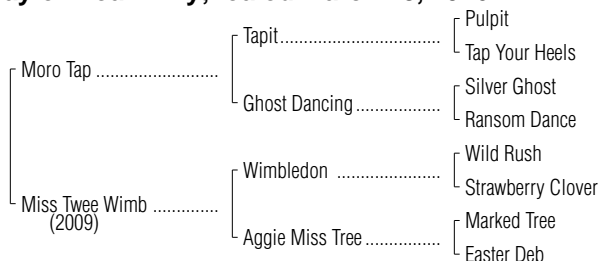 Pulpit
Tapit
Tap Your Heels
Moro Tap
Silver Ghost
Ghost Dancing
Ransom Dance
Wild Rush
Wimbledon
Strawberry Clover
Miss Twee Wimb
(2009)
Marked Tree
Aggie Miss Tree
Easter Deb